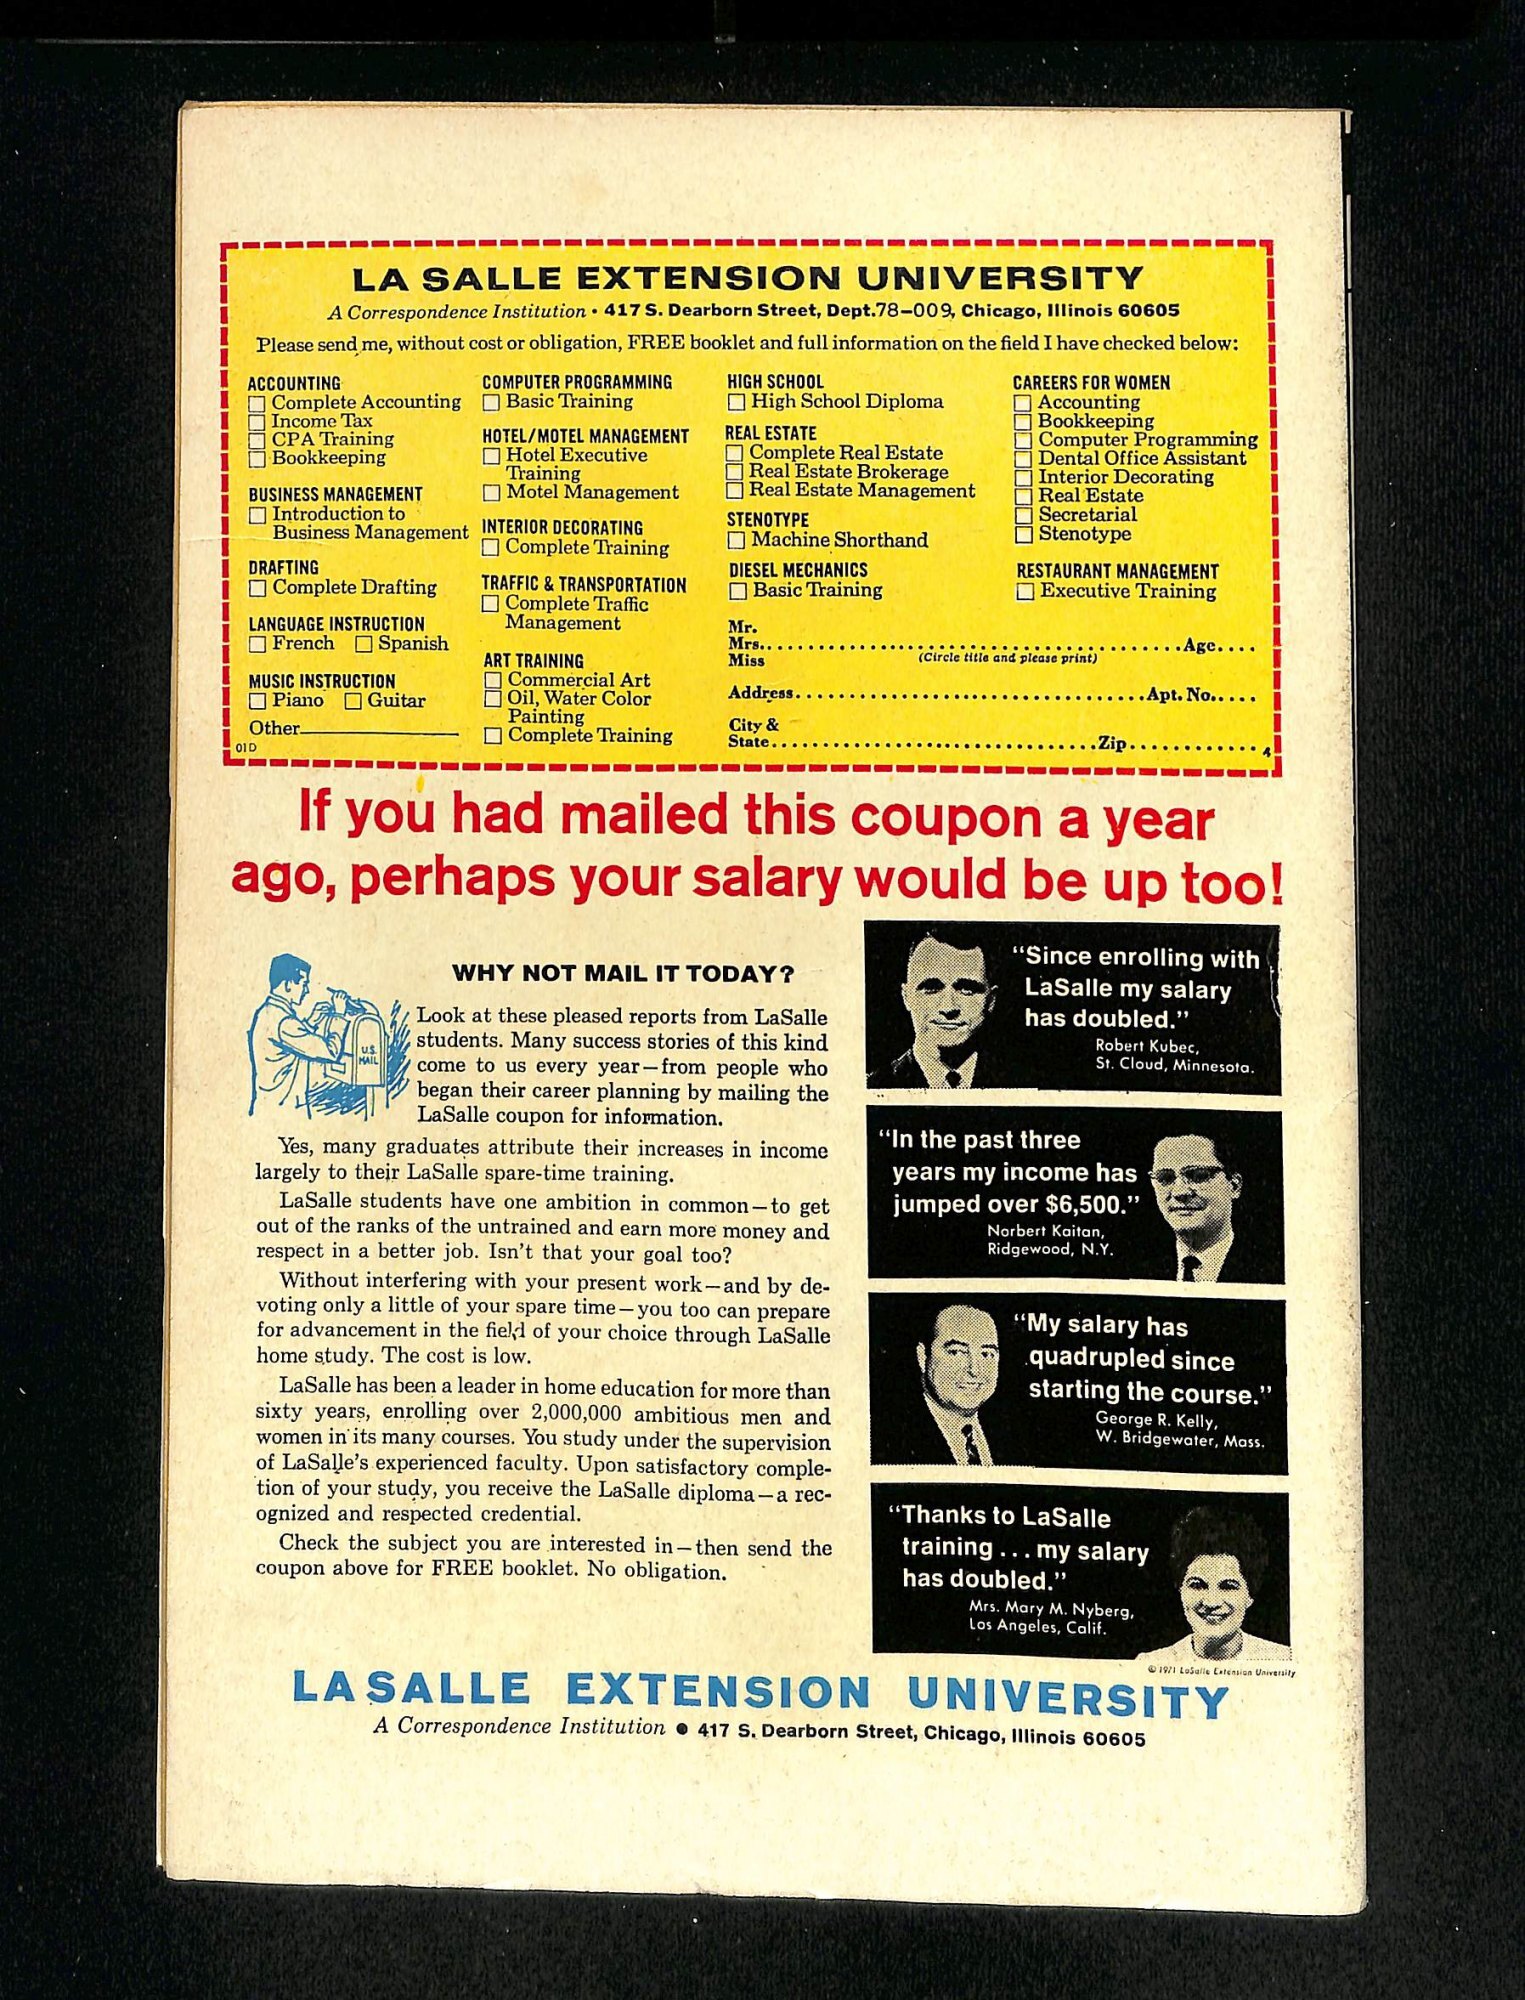 LA SALLE EXTENSION UNIVERSITY
A Correspondence Institution • 417 S. Dearborn Street, Dept.78-009, Chicago, Illinois 60605
Please send me, without cost or obligation, FREE booklet and full information on the field I have checked below:
ACCOUNTING
Complete Accounting
Income Tax
CPA Training
Bookkeeping
BUSINESS MANAGEMENT
Introduction to
Business Management
DRAFTING
Complete Drafting
LANGUAGE INSTRUCTION
French Spanish
MUSIC INSTRUCTION
Piano Guitar
Other
01D
COMPUTER PROGRAMMING
Basic Training
HOTEL/MOTEL MANAGEMENT
Hotel Executive
Training
Motel Management
INTERIOR DECORATING
Complete Training
TRAFFIC & TRANSPORTATION
Complete Traffic
Management
ART TRAINING
Commercial Art
Oil, Water Color
Painting
Complete Training
HIGH SCHOOL
High School Diploma
REAL ESTATE
Complete Real Estate
Real Estate Brokerage
Real Estate Management
STENOTYPE
Machine Shorthand
DIESEL MECHANICS
Basic Training
CAREERS FOR WOMEN
Accounting
Bookkeeping
Computer Programming
Dental Office Assistant
Interior Decorating
Real Estate
Secretarial
Stenotype
RESTAURANT MANAGEMENT
Executive Training
Mr.
Mrs. Age
Miss (Circle title and please print)
Address Apt. No.
City &
State Zip
4
If you had mailed this coupon a year
ago, perhaps your salary would be up too!
WHY NOT MAIL IT TODAY?
U.S.
MAIL
Look at these pleased reports from LaSalle
students. Many success stories of this kind
come to us every year—from people who
began their career planning by mailing the
LaSalle coupon for information.
Yes, many graduates attribute their increases in income
largely to their LaSalle spare-time training.
LaSalle students have one ambition in common—to get
out of the ranks of the untrained and earn more money and
respect in a better job. Isn't that your goal too?
Without interfering with your present work—and by de-
voting only a little of your spare time—you too can prepare
for advancement in the field of your choice through LaSalle
home study. The cost is low.
LaSalle has been a leader in home education for more than
sixty years, enrolling over 2,000,000 ambitious men and
women in its many courses. You study under the supervision
of LaSalle's experienced faculty. Upon satisfactory comple-
tion of your study, you receive the LaSalle diploma—a rec-
ognized and respected credential.
Check the subject you are interested in—then send the
coupon above for FREE booklet. No obligation.
"Since enrolling with
LaSalle my salary
has doubled."
Robert Kubec,
St. Cloud, Minnesota.
"In the past three
years my income has
jumped over $6,500."
Norbert Kaitan,
Ridgewood, N.Y.
"My salary has
quadrupled since
starting the course."
George R. Kelly,
W. Bridgewater, Mass.
"Thanks to LaSalle
training . . . my salary
has doubled."
Mrs. Mary M. Nyberg,
Los Angeles, Calif.
© 1971 LaSalle Extension University
LASALLE EXTENSION UNIVERSITY
A Correspondence Institution ● 417 S. Dearborn Street, Chicago, Illinois 60605